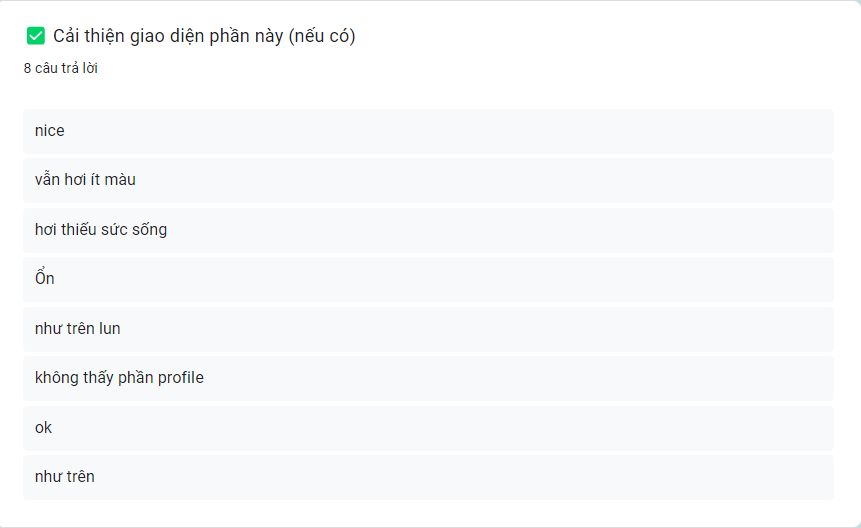 Cải thiện giao diện phần này (nếu có)
8 câu trả lời
nice
vẫn hơi ít màu
hơi thiếu sức sống
Ổn
như trên lun
không thấy phần profile
ok
như trên